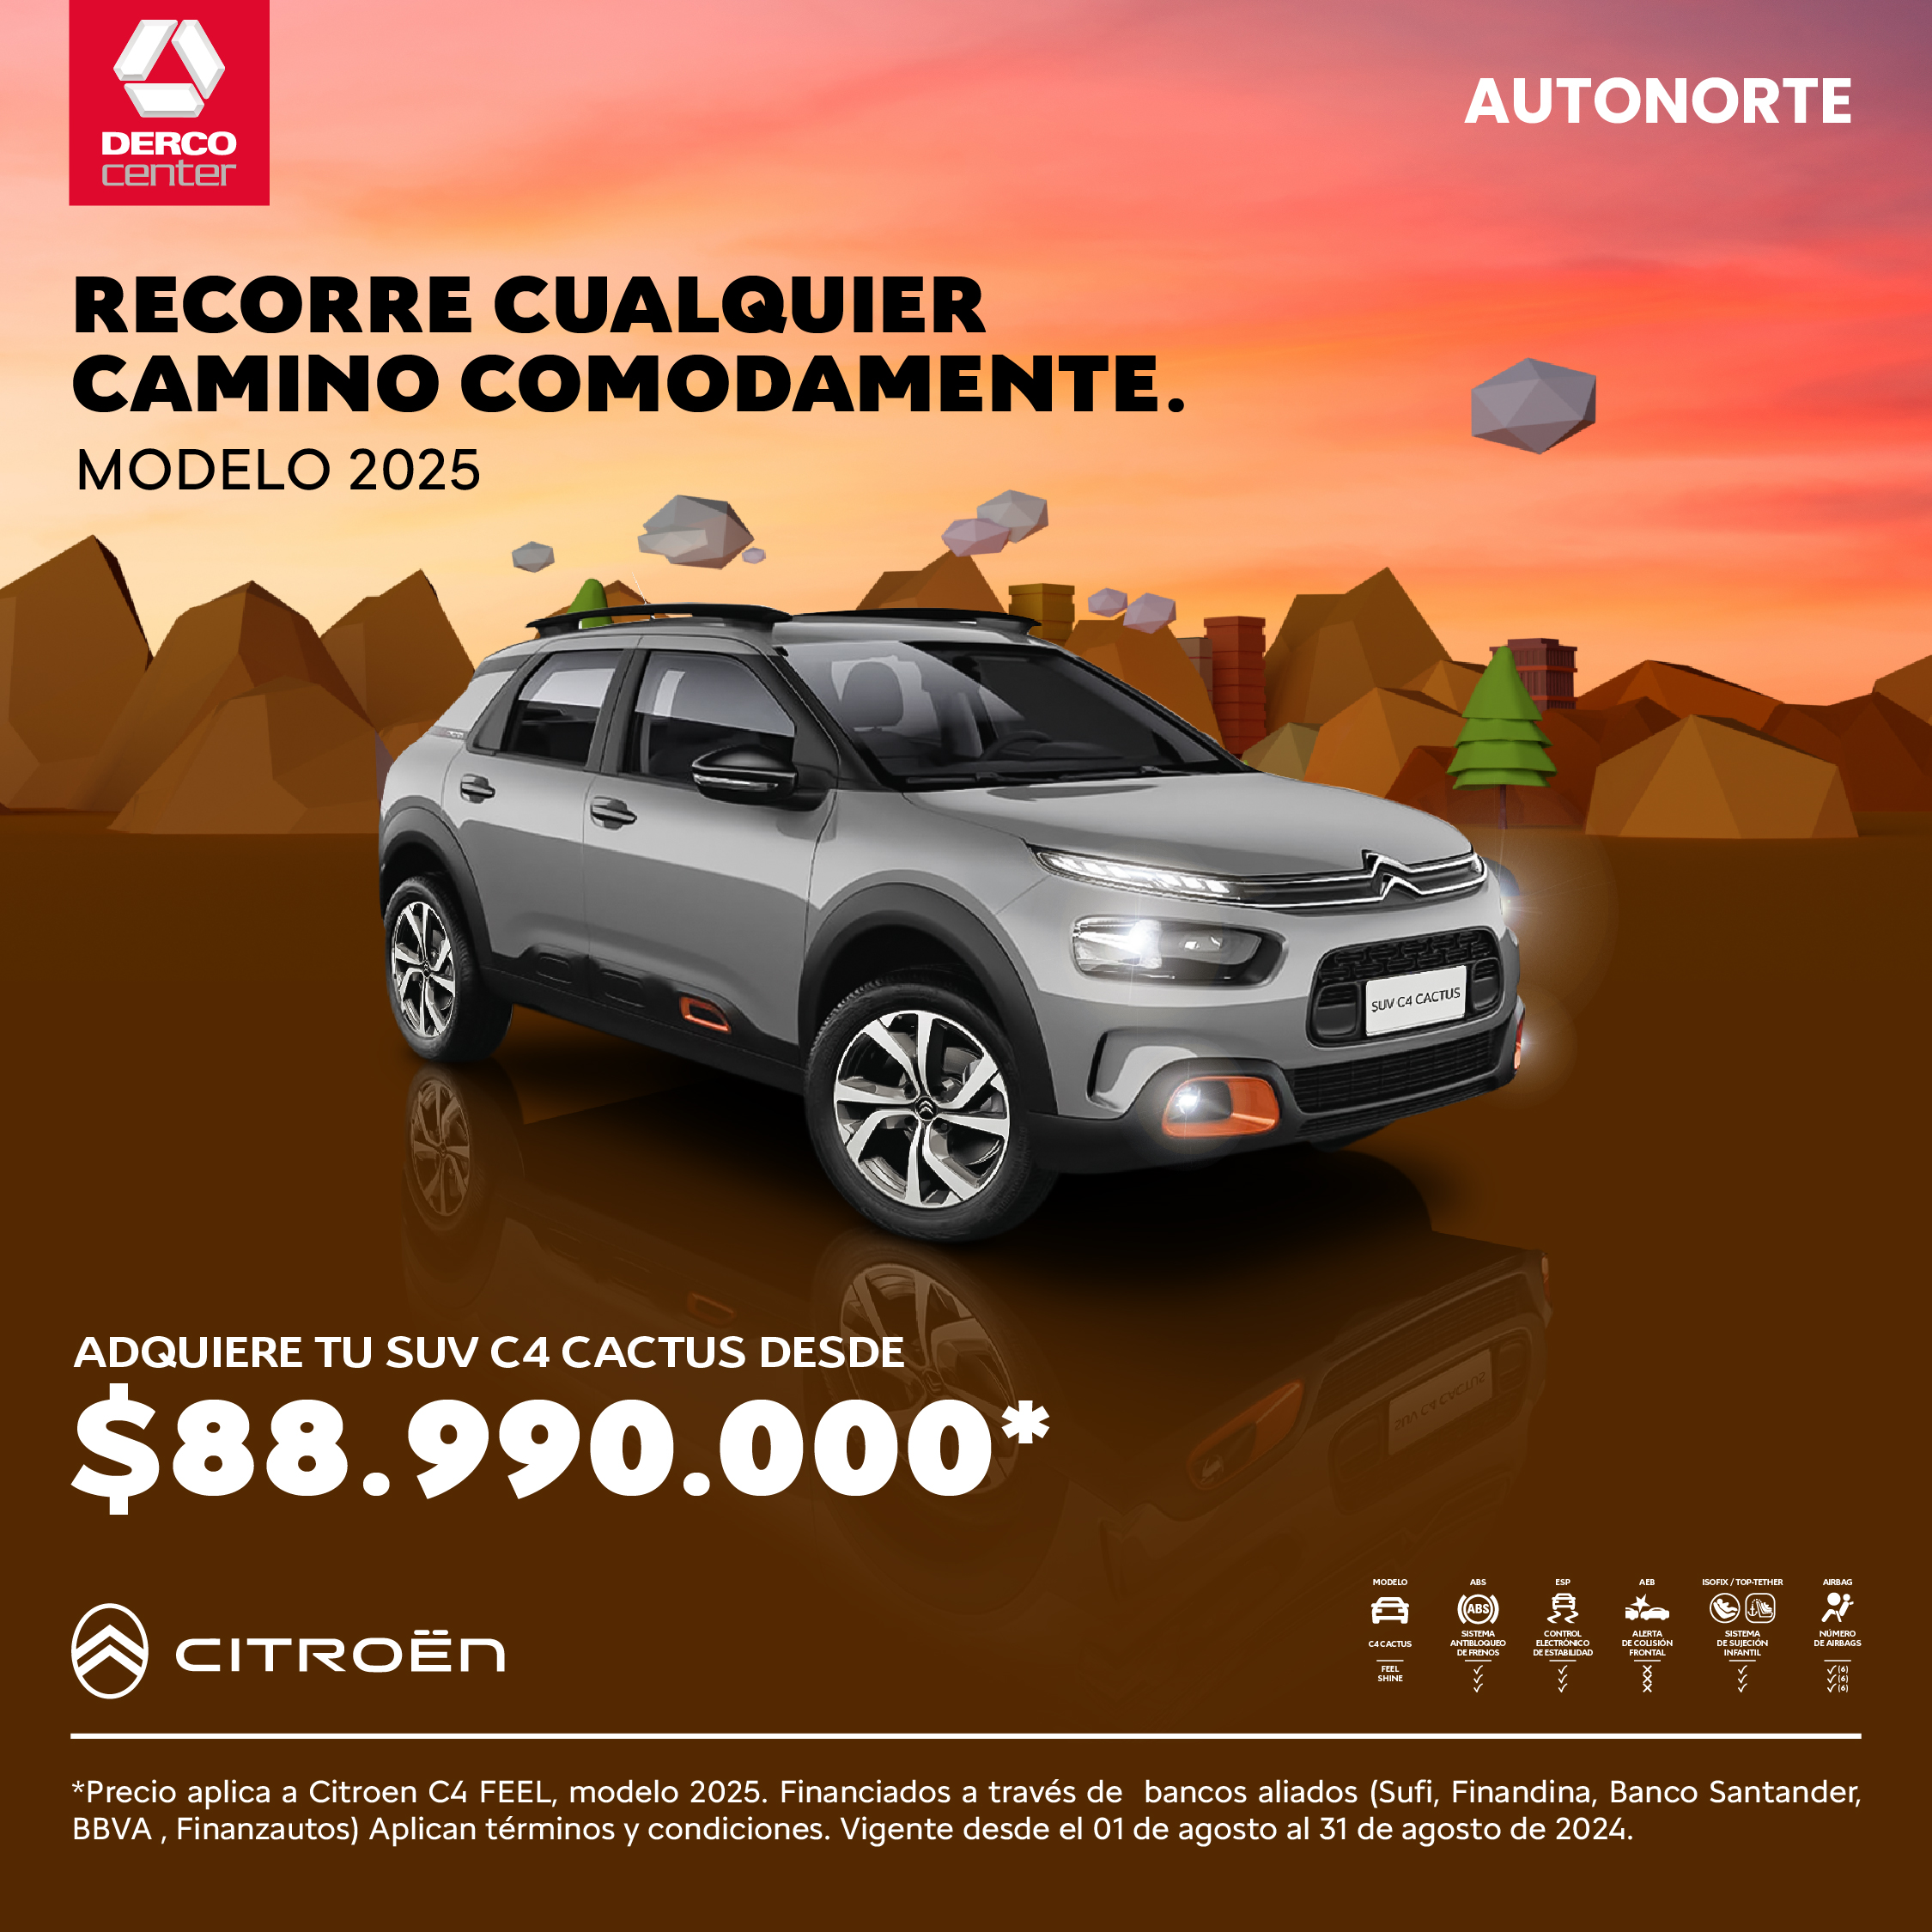 DERCO
center
AUTONORTE
RECORRE CUALQUIER
CAMINO COMODAMENTE.
MODELO 2025
SUV C4 CACTUS
ADQUIERE TU SUV C4 CACTUS DESDE
$88.990.000*
CITROËN
MODELO
C4 CACTUS
FEEL
SHINE
ABS
ABS
SISTEMA
ANTIBLOQUEO
DE FRENOS
ESP
CONTROL
ELECTRÓNICO
DE ESTABILIDAD
AEB
ALERTA
DE COLISIÓN
FRONTAL
ISOFIX / TOP-TETHER
SISTEMA
DE SUJECIÓN
INFANTIL
AIRBAG
NÚMERO
DE AIRBAGS
(6)
(6)
(6)
*Precio aplica a Citroen C4 FEEL, modelo 2025. Financiados a través de  bancos aliados (Sufi, Finandina, Banco Santander,
BBVA , Finanzautos) Aplican términos y condiciones. Vigente desde el 01 de agosto al 31 de agosto de 2024.